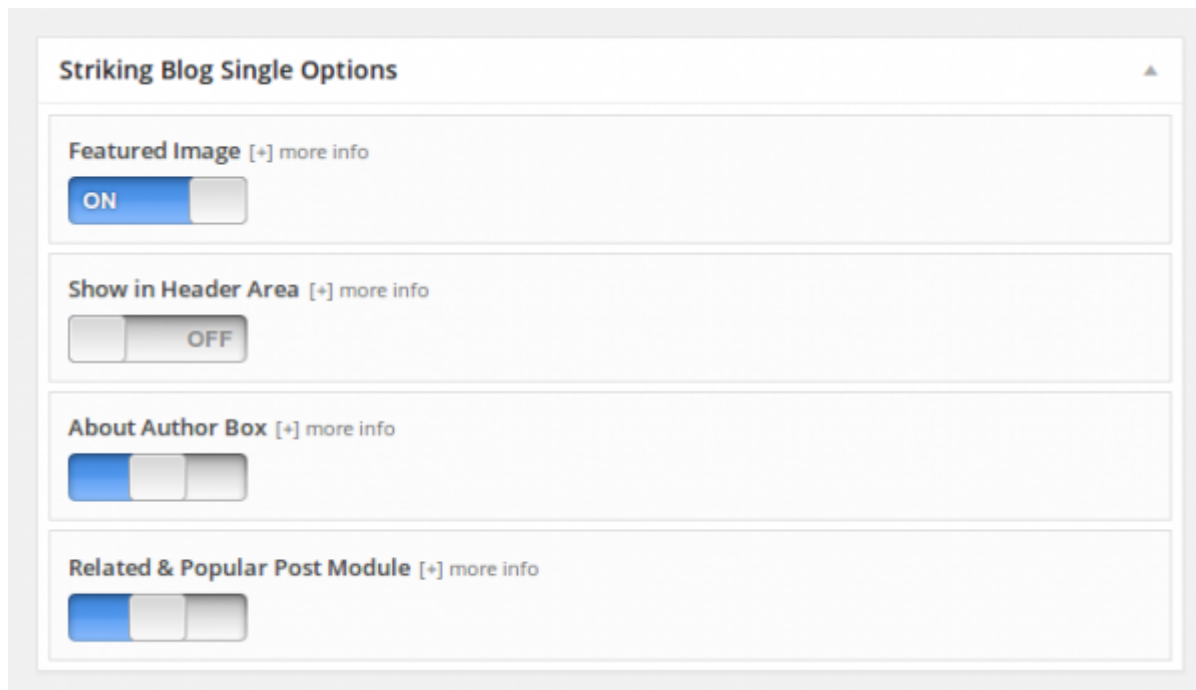 Striking Blog Single Options
Featured Image [+] more info
ON
Show in Header Area [+] more info
OFF
About Author Box [+] more info
Related & Popular Post Module [+] more info